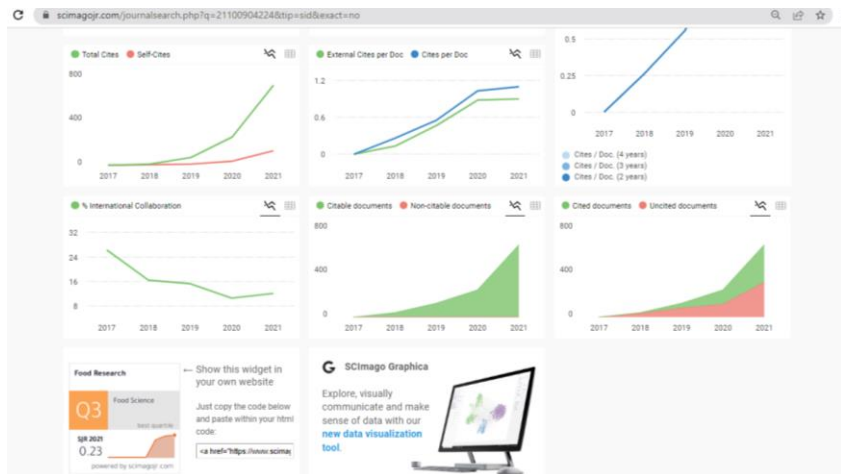 scimagojr.com/journalsearch.php?q=21100904224&tip=sid&exact=no
Total Cites Self-Cites
800
400
0
2017 2018 2019 2020 2021
External Cites per Doc Cites per Doc
1.2
0.6
0
2017 2018 2019 2020 2021
0.5
0.25
0
2017 2018 2019 2020 2021
Cites / Doc. (4 years)
Cites / Doc. (3 years)
Cites / Doc. (2 years)
% International Collaboration
32
24
16
8
2017 2018 2019 2020 2021
Citable documents Non-citable documents
800
400
0
2017 2018 2019 2020 2021
Cited documents Uncited documents
800
400
0
2017 2018 2019 2020 2021
Food Research
Q3
Food Science
best quartile
SJR 2021
0.23
powered by scimagojr.com
← Show this widget in
your own website
Just copy the code below
and paste within your html
code:
<a href="https://www.scimaj
G SCImago Graphica
Explore, visually
communicate and make
sense of data with our
new data visualization
tool.